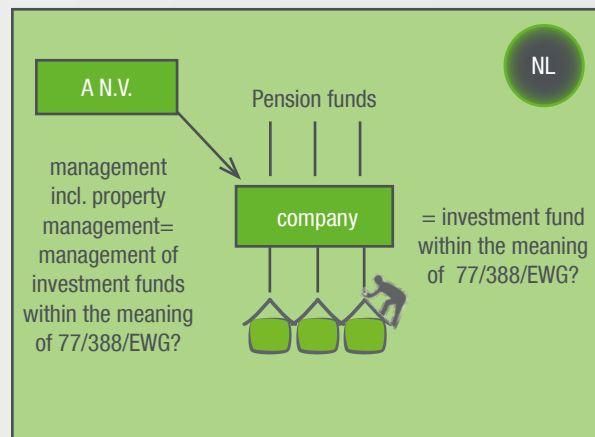 A N.V.
NL
Pension funds
management
incl. property
management=
management of
investment funds
within the meaning
of 77/388/EWG?
company
= investment fund
within the meaning
of 77/388/EWG?